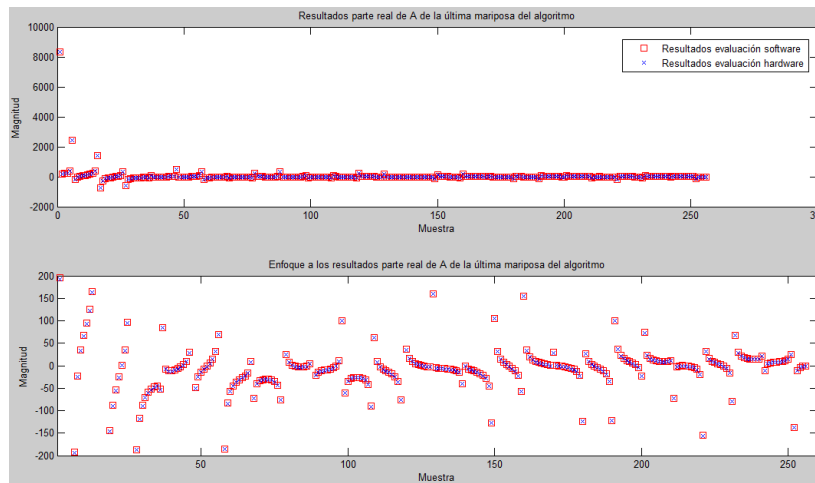 Resultados parte real de A de la última mariposa del algoritmo
10000
8000
6000
4000
2000
0
-2000
Magnitud
Resultados evaluación software
Resultados evaluación hardware
0 50 100 150 200 250
Muestra
Enfoque a los resultados parte real de A de la última mariposa del algoritmo
200
150
100
50
0
-50
-100
-150
-200
Magnitud
50 100 150 200 250
Muestra